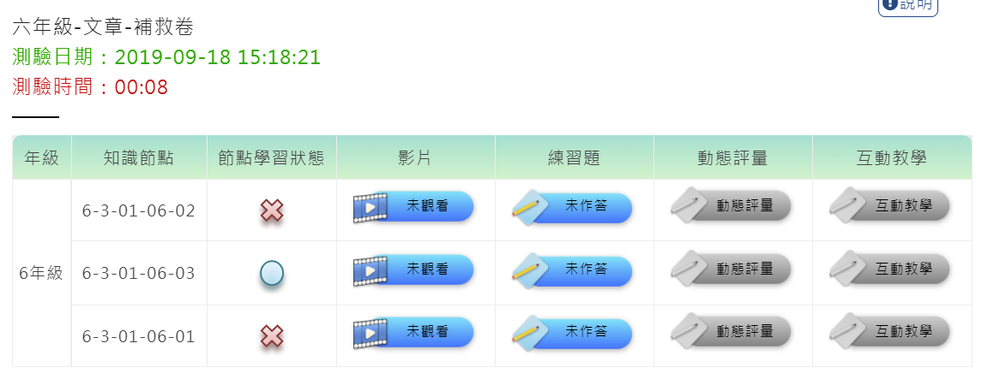 說明
六年級-文章-補救卷
測驗日期：2019-09-18 15:18:21
測驗時間：00:08
年級 知識節點 節點學習狀態 影片 練習題 動態評量 互動教學
6-3-01-06-02 未觀看 未作答 動態評量 互動教學
6年級 6-3-01-06-03 未觀看 未作答 動態評量 互動教學
6-3-01-06-01 未觀看 未作答 動態評量 互動教學